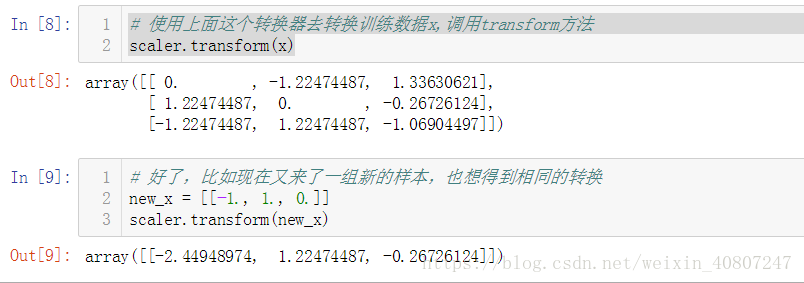 In [8]: 1 # 使用上面这个转换器去转换训练数据x,调用transform方法
2 scaler.transform(x)
Out[8]: array([[ 0.        , -1.22474487,  1.33630621],
[ 1.22474487,  0.        , -0.26726124],
[-1.22474487,  1.22474487, -1.06904497]])
In [9]: 1 # 好了，比如现在又来了一组新的样本，也想得到相同的转换
2 new_x = [[-1., 1., 0.]]
3 scaler.transform(new_x)
Out[9]: array([[-2.44948974,  1.22474487, -0.26726124]])
https://blog.csdn.net/weixin_40807247